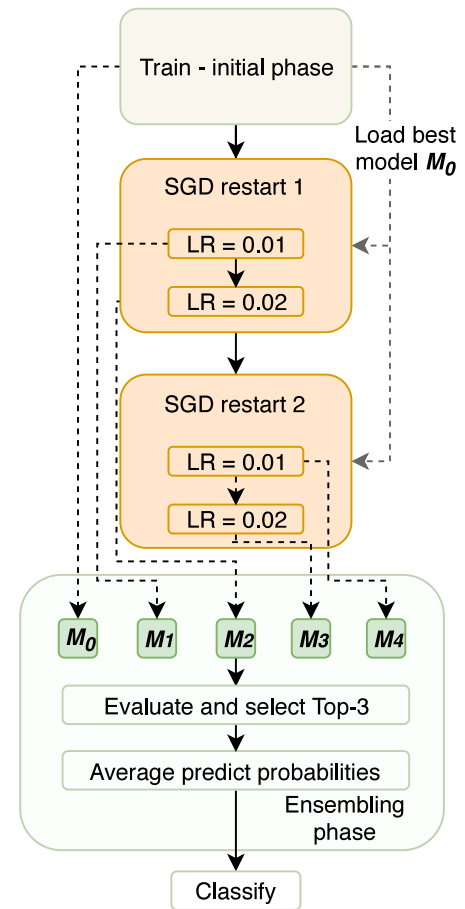 Train - initial phase
Load best
model M0
SGD restart 1
LR = 0.01
LR = 0.02
SGD restart 2
LR = 0.01
LR = 0.02
M0 M1 M2 M3 M4
Evaluate and select Top-3
Average predict probabilities
Ensembling
phase
Classify